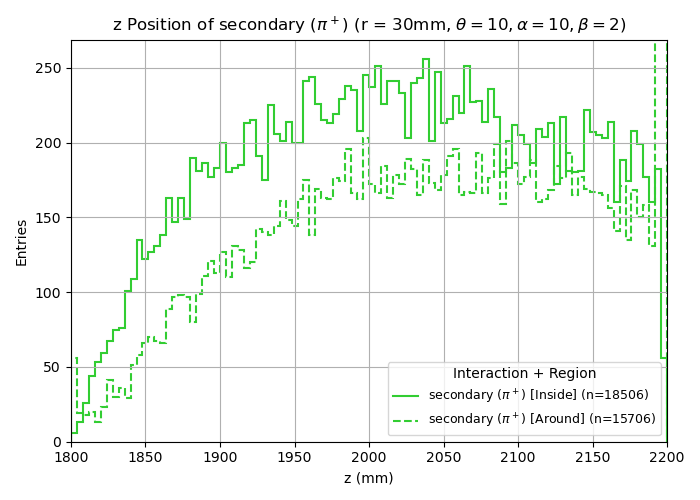 z Position of secondary (π⁺) (r = 30mm, θ = 10, α = 10, β = 2)
250
200
150
100
50
0
Entries
1800 1850 1900 1950 2000 2050 2100 2150 2200
z (mm)
Interaction + Region
secondary (π⁺) [Inside] (n=18506)
secondary (π⁺) [Around] (n=15706)